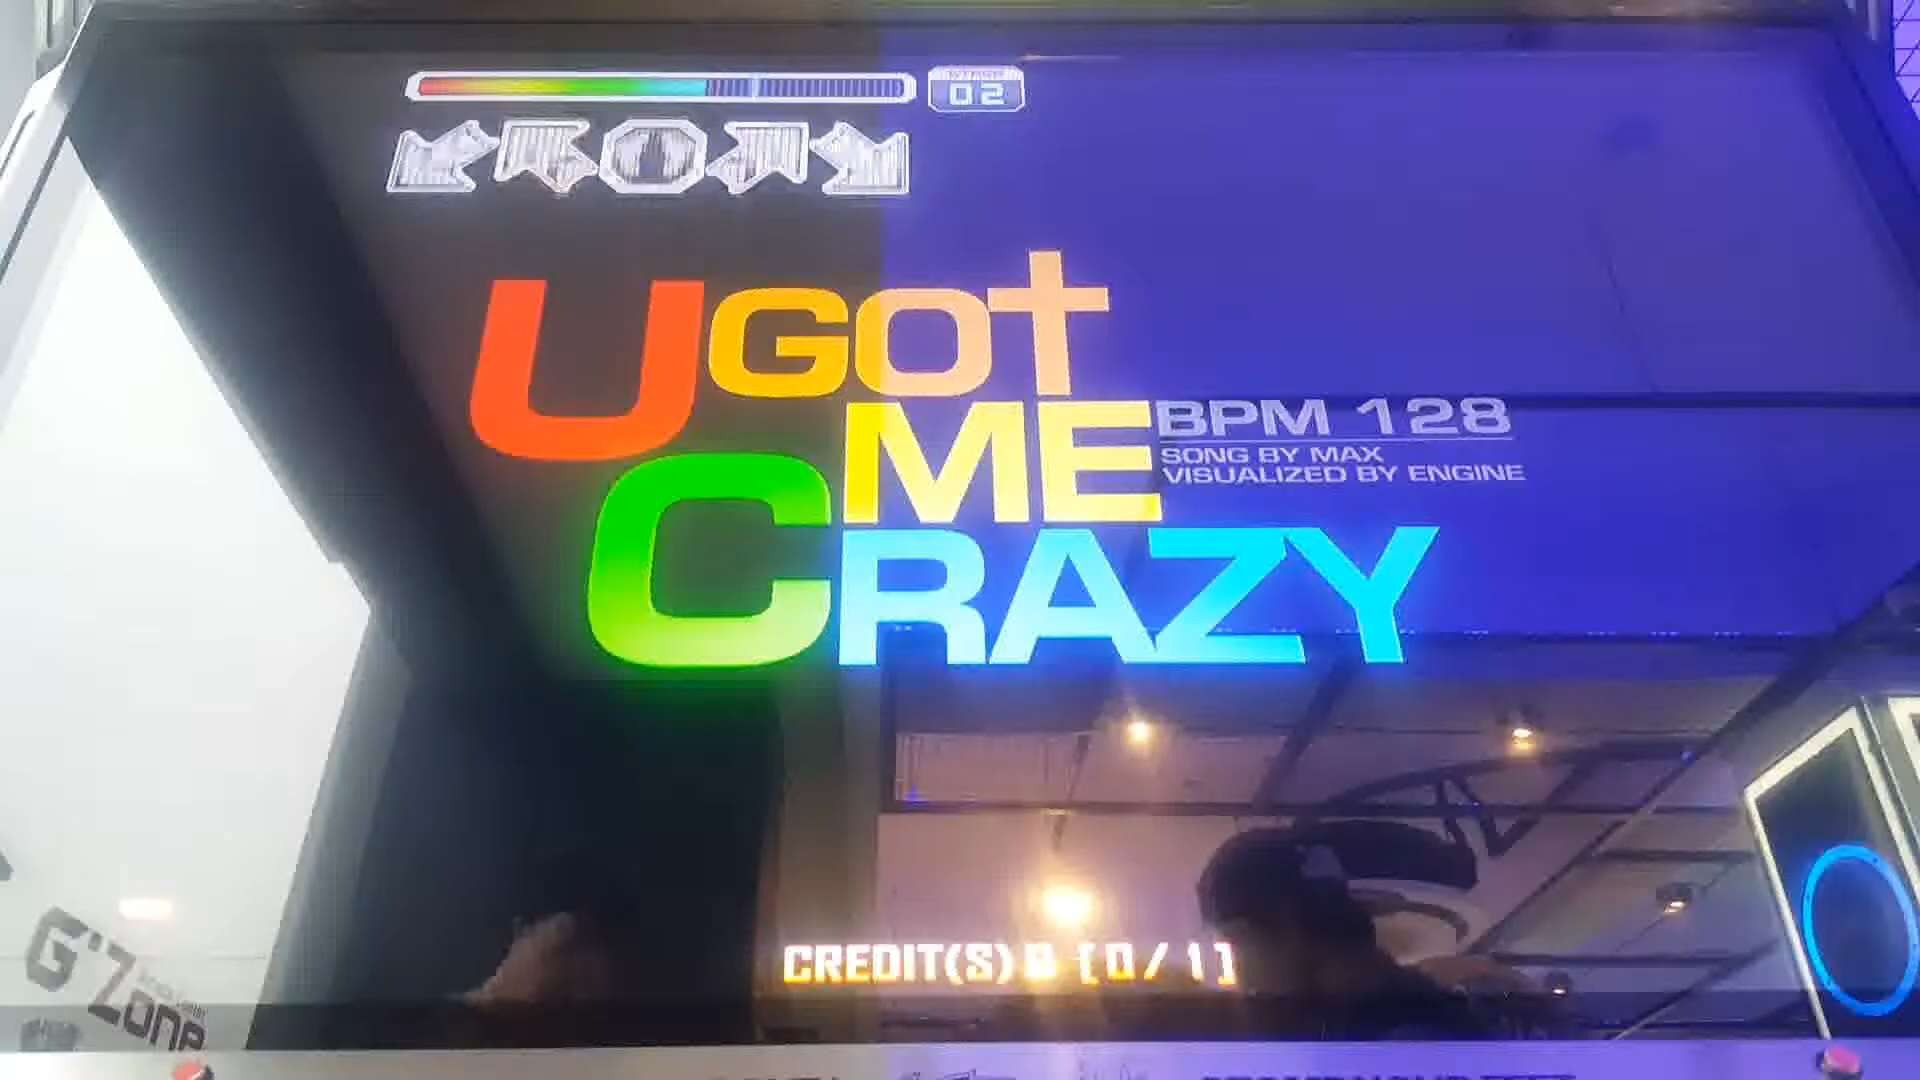 02
U GOT
ME
CRAZY
BPM 128
SONG BY MAX
VISUALIZED BY ENGINE
CREDIT(S) 0 [0/1]
G'Zone